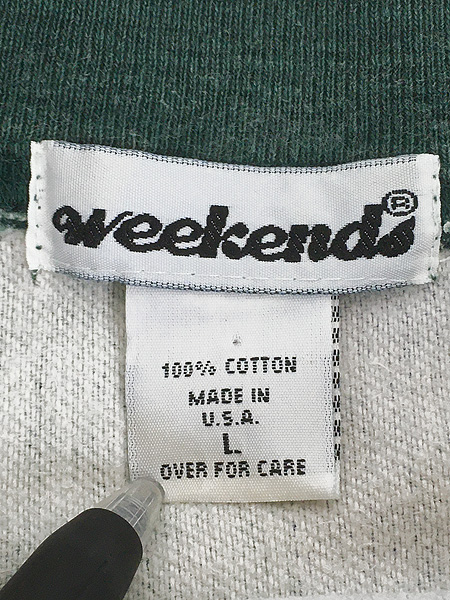 weekends®
100% COTTON
MADE IN
U.S.A.
L
OVER FOR CARE